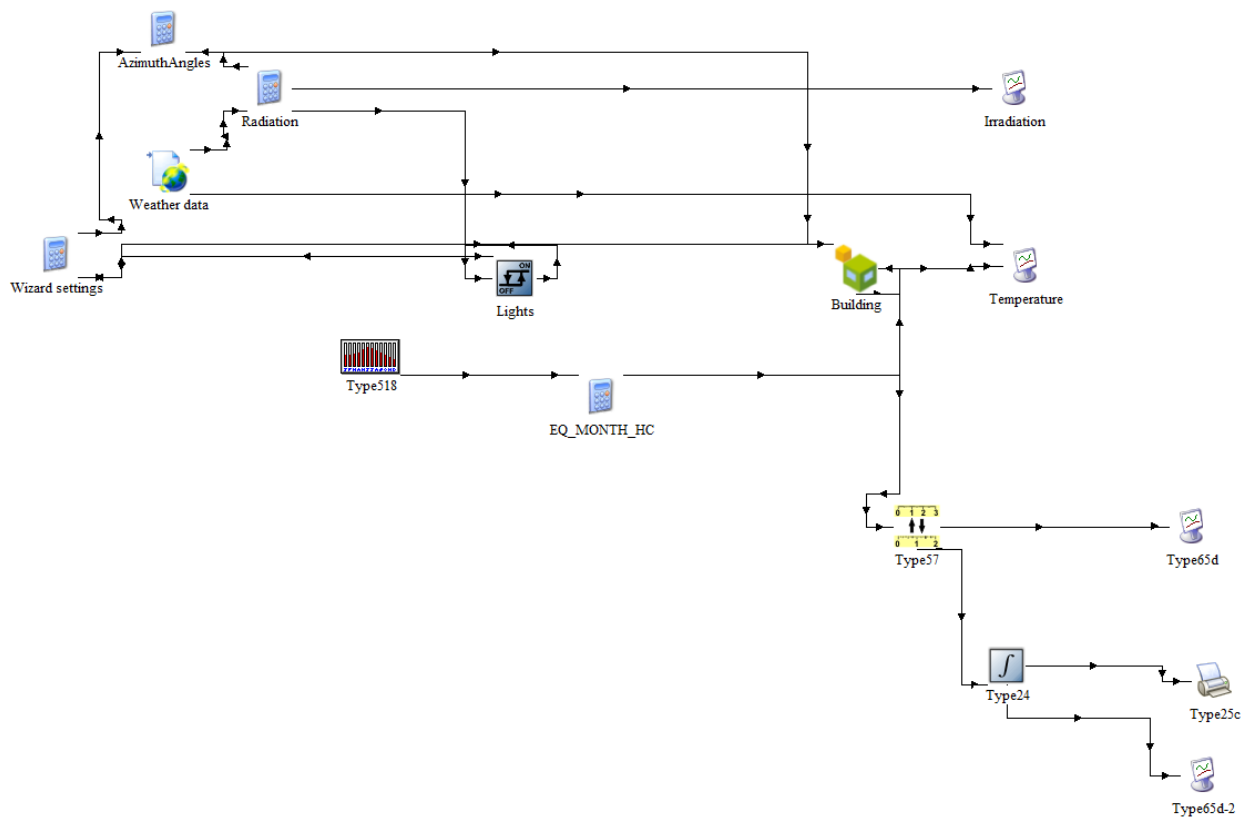 AzimuthAngles
Radiation
Irradiation
Weather data
Wizard settings
ON
OFF
Lights
Building
Temperature
Type518
EQ_MONTH_HC
0 1 2 3
0 1 2
Type57
Type65d
∫
Type24
Type25c
Type65d-2